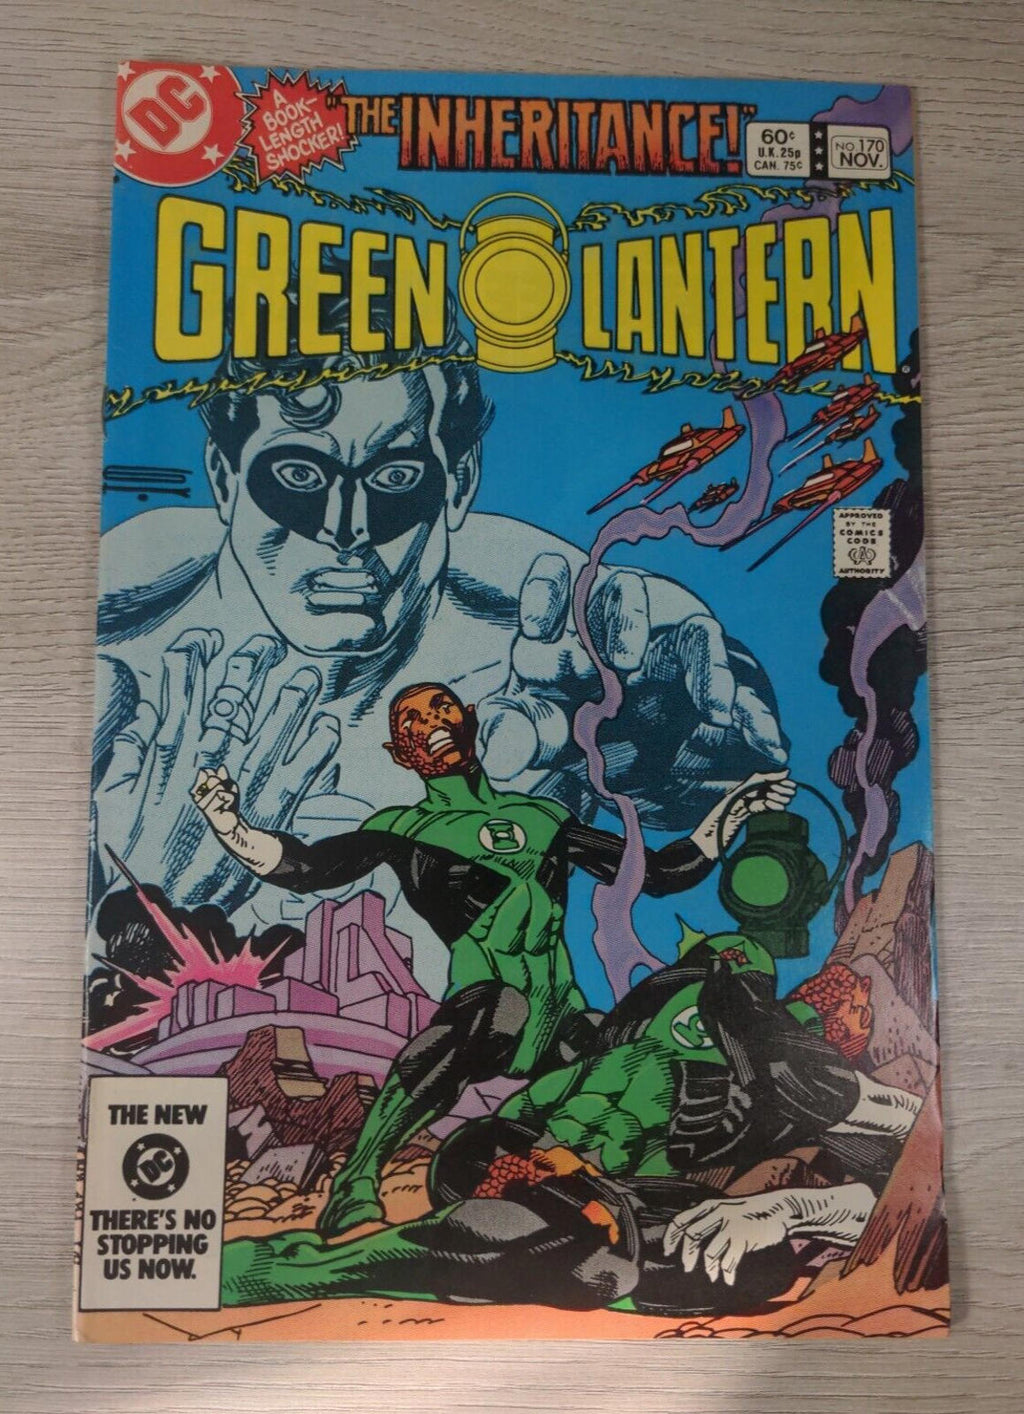 DC
A
BOOK-
LENGTH
SHOCKER!
"THE INHERITANCE!"
60¢
U.K. 25p
CAN. 75¢
NO. 170
NOV.
GREEN LANTERN
APPROVED
BY THE
COMICS
CODE
AUTHORITY
THE NEW
DC
THERE'S NO
STOPPING
US NOW.